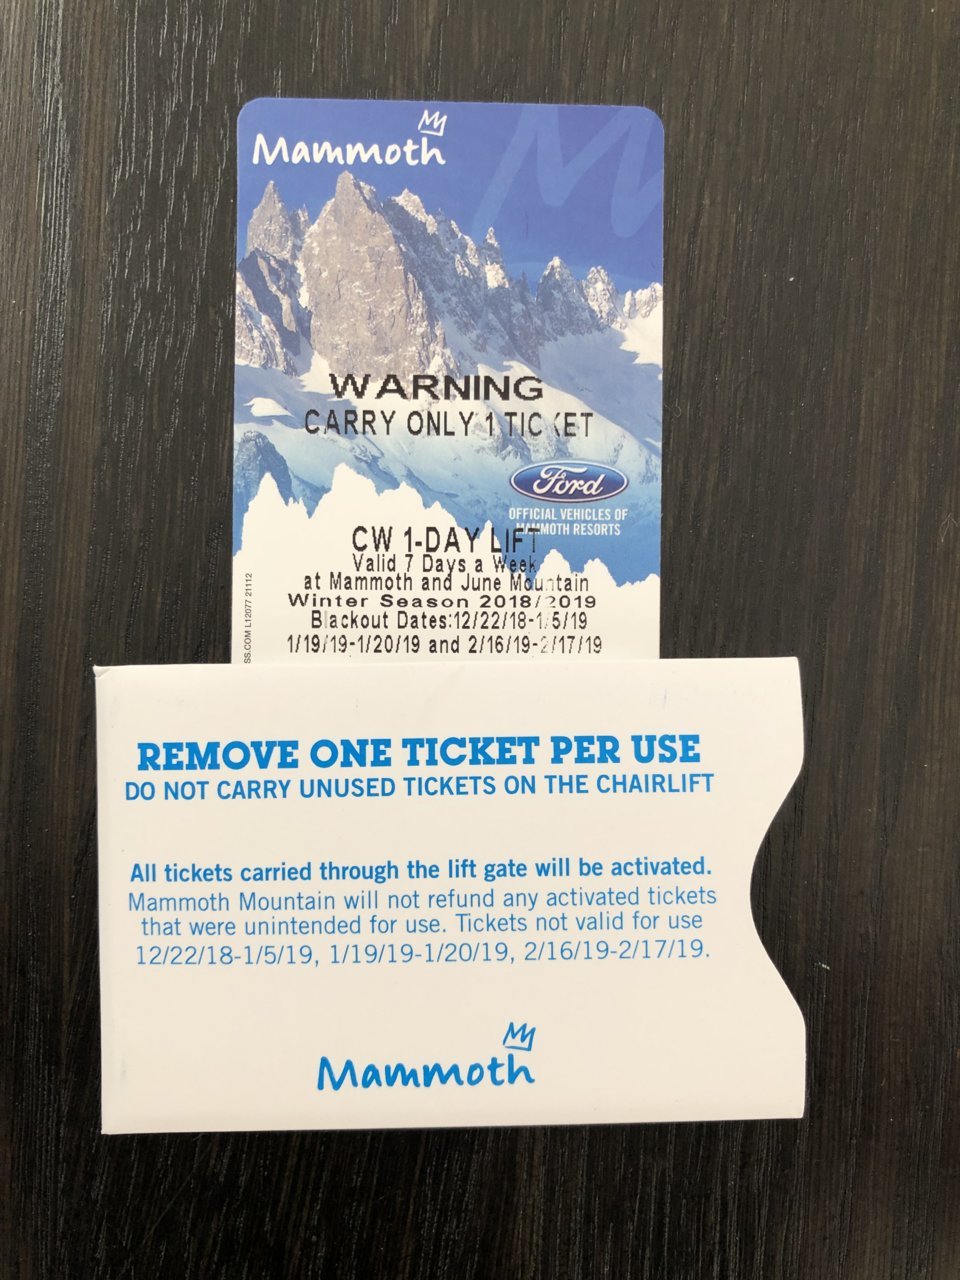 Mammoth
WARNING
CARRY ONLY 1 TICKET
Ford
OFFICIAL VEHICLES OF
MAMMOTH RESORTS
CW 1-DAY LIFT
Valid 7 Days a Week
at Mammoth and June Mountain
Winter Season 2018/2019
Blackout Dates:12/22/18-1/5/19
1/19/19-1/20/19 and 2/16/19-2/17/19
SS.COM L12077 21112
REMOVE ONE TICKET PER USE
DO NOT CARRY UNUSED TICKETS ON THE CHAIRLIFT
All tickets carried through the lift gate will be activated.
Mammoth Mountain will not refund any activated tickets
that were unintended for use. Tickets not valid for use
12/22/18-1/5/19, 1/19/19-1/20/19, 2/16/19-2/17/19.
Mammoth